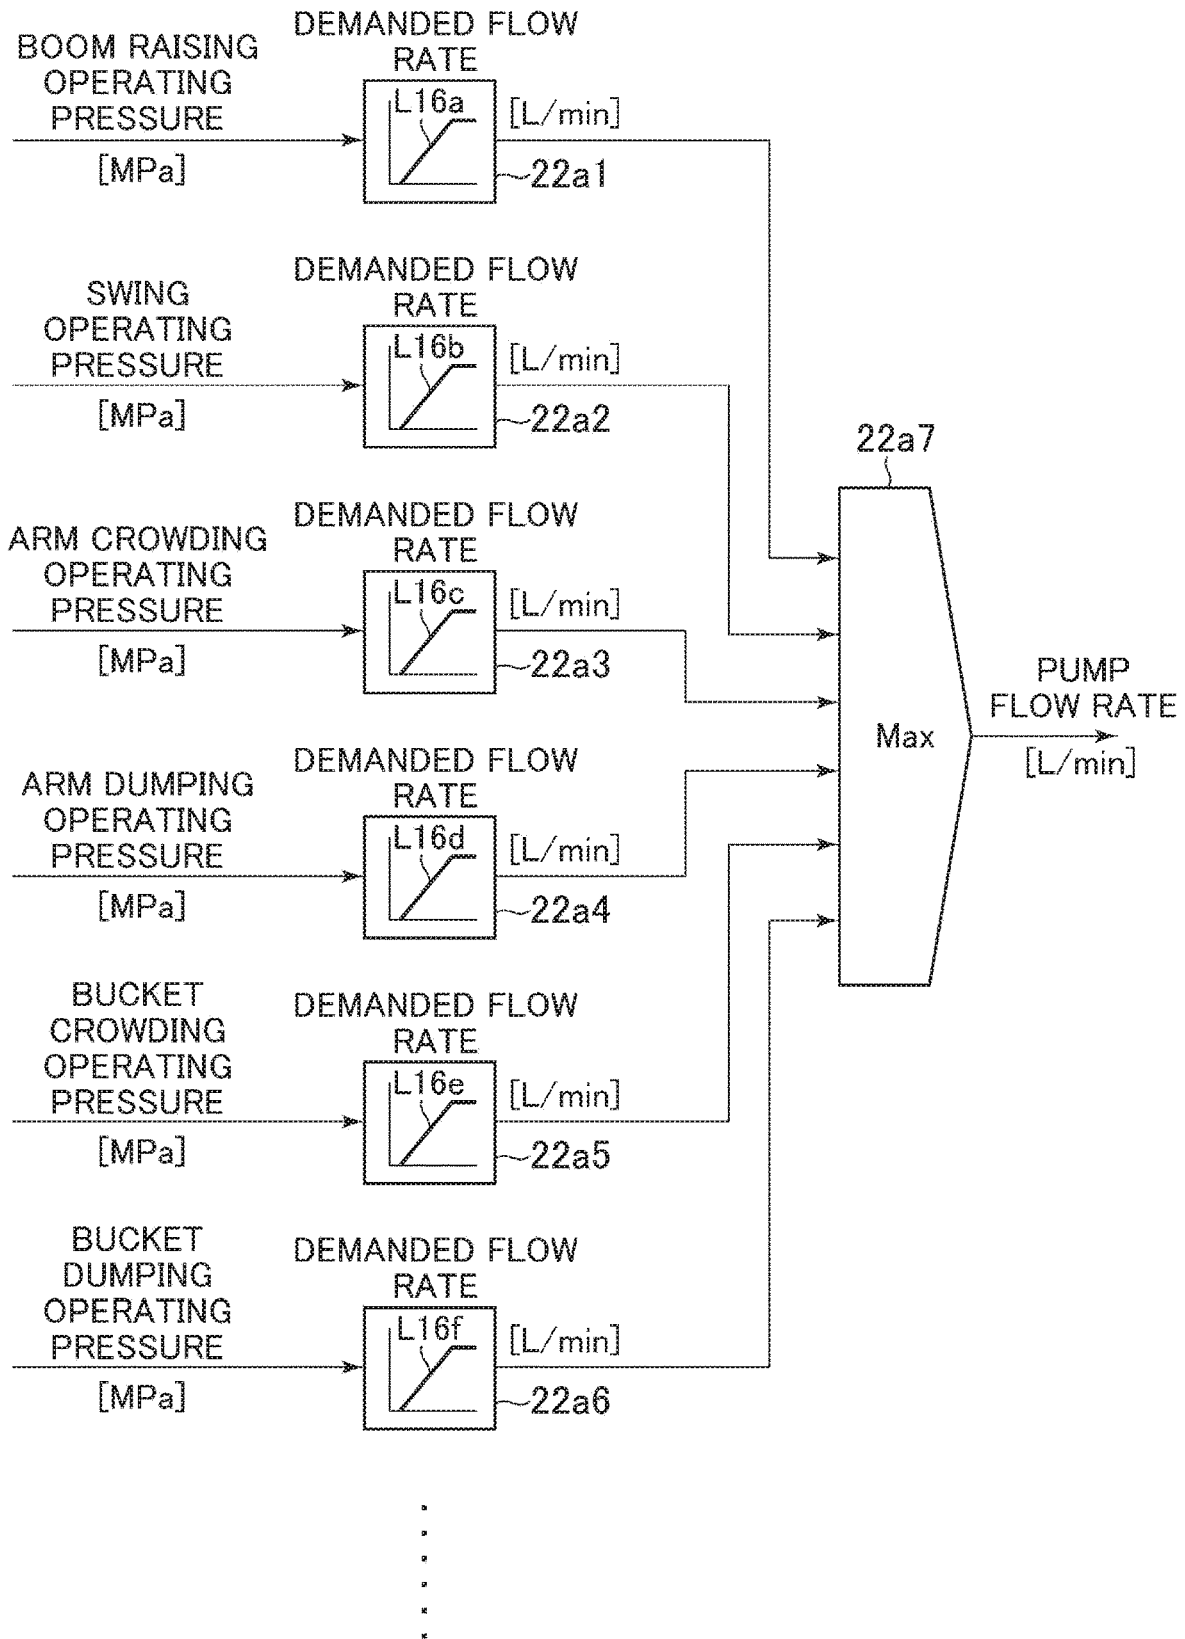 DEMANDED FLOW
RATE
BOOM RAISING
OPERATING
PRESSURE
[MPa]
L16a
[L/min]
22a1
DEMANDED FLOW
RATE
SWING
OPERATING
PRESSURE
[MPa]
L16b
[L/min]
22a2
22a7
DEMANDED FLOW
RATE
ARM CROWDING
OPERATING
PRESSURE
[MPa]
L16c
[L/min]
22a3
Max
PUMP
FLOW RATE
[L/min]
DEMANDED FLOW
RATE
ARM DUMPING
OPERATING
PRESSURE
[MPa]
L16d
[L/min]
22a4
DEMANDED FLOW
RATE
BUCKET
CROWDING
OPERATING
PRESSURE
[MPa]
L16e
[L/min]
22a5
DEMANDED FLOW
RATE
BUCKET
DUMPING
OPERATING
PRESSURE
[MPa]
L16f
[L/min]
22a6